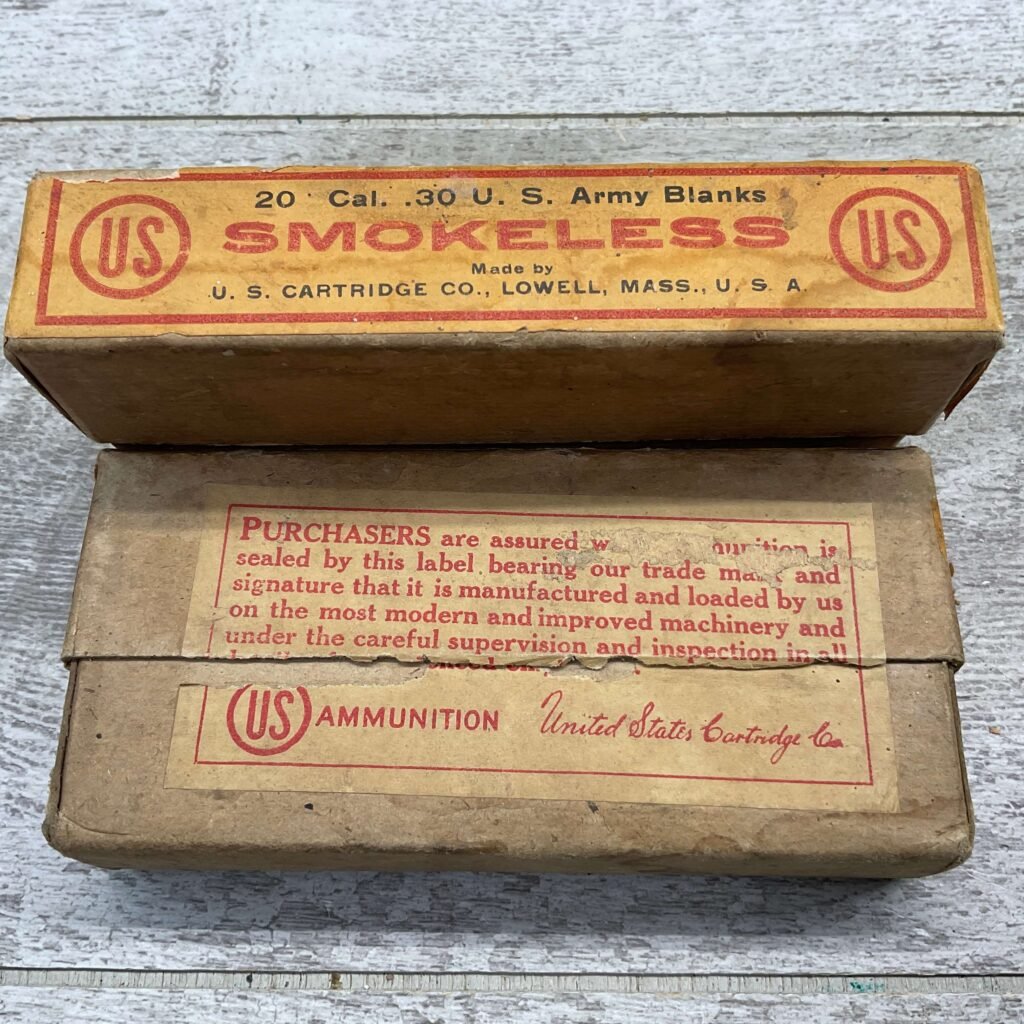 20 Cal. .30 U. S. Army Blanks
US SMOKELESS US
Made by
U. S. CARTRIDGE CO., LOWELL, MASS., U. S. A.
PURCHASERS are assured
sealed by this label bearing our trade and
signature that it is manufactured and loaded by us
on the most modern and improved machinery and
under the careful supervision and inspection in all
US AMMUNITION United States Cartridge Co.